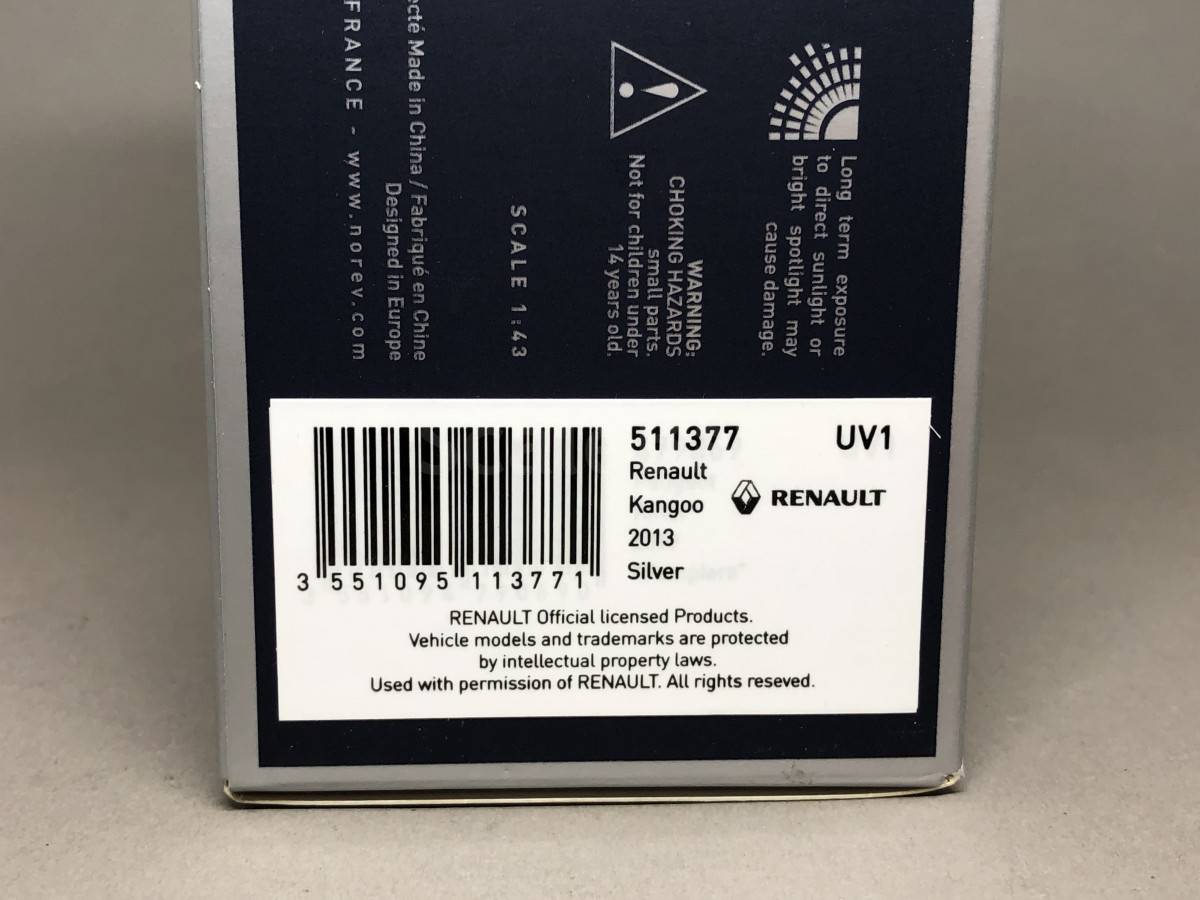 Long term exposure
to direct sunlight or
bright spotlight may
cause damage.
WARNING:
CHOKING HAZARDS
small parts.
Not for children under
14 years old.
SCALE 1:43
ecté Made in China / Fabriqué en Chine
Designed in Europe
FRANCE - www.norev.com
511377 UV1
Renault
Kangoo
2013
Silver
RENAULT
3 551095 113771
RENAULT Official licensed Products.
Vehicle models and trademarks are protected
by intellectual property laws.
Used with permission of RENAULT. All rights reseved.